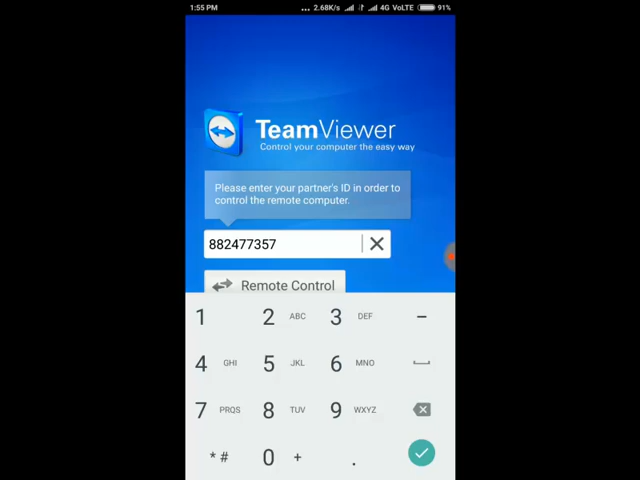 1:55 PM ... 2.68K/s 4G VoLTE 91%
TeamViewer
Control your computer the easy way
Please enter your partner's ID in order to
control the remote computer.
882477357
Remote Control
1 2 ABC 3 DEF –
4 GHI 5 JKL 6 MNO
7 PQRS 8 TUV 9 WXYZ
* # 0 + .